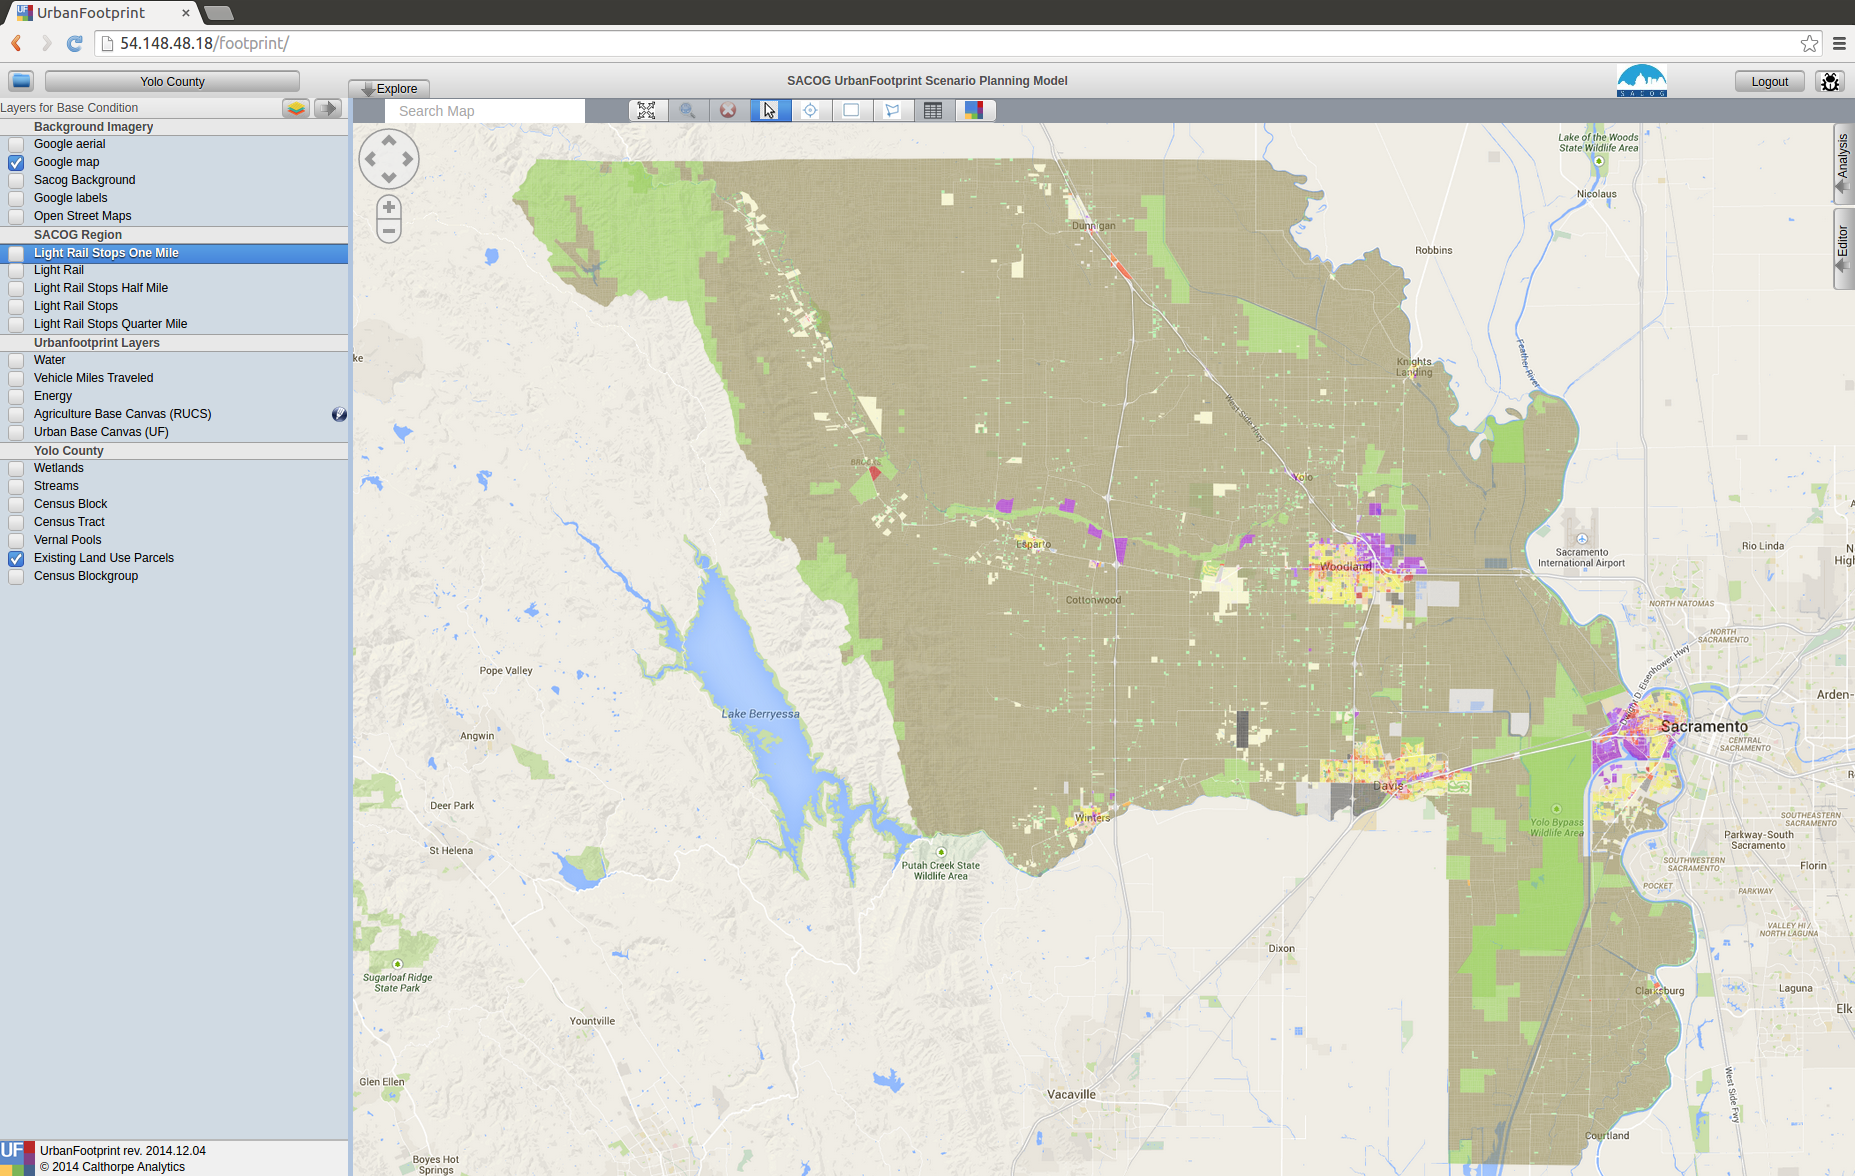 UrbanFootprint
54.148.48.18/footprint/
Yolo County
Explore
SACOG UrbanFootprint Scenario Planning Model
SACOG
Logout
Layers for Base Condition
Search Map
Background Imagery
Google aerial
Google map
Sacog Background
Google labels
Open Street Maps
SACOG Region
Light Rail Stops One Mile
Light Rail
Light Rail Stops Half Mile
Light Rail Stops
Light Rail Stops Quarter Mile
Urbanfootprint Layers
Water
Vehicle Miles Traveled
Energy
Agriculture Base Canvas (RUCS)
Urban Base Canvas (UF)
Yolo County
Wetlands
Streams
Census Block
Census Tract
Vernal Pools
Existing Land Use Parcels
Census Blockgroup
UF
UrbanFootprint rev. 2014.12.04
© 2014 Calthorpe Analytics
Analysis
Editor
Lake of the Woods
State Wildlife Area
Nicolaus
Dunnigan
Robbins
Feather River
Knights
Landing
West Side Hwy
Yolo
Esparto
Woodland
Sacramento
International Airport
Rio Linda
Cottonwood
NORTH NATOMAS
NORTH
SACRAMENTO
Pope Valley
Dwight D. Eisenhower Hwy
Arden-
Lake Berryessa
Sacramento
Angwin
CENTRAL
SACRAMENTO
Davis
Deer Park
Winters
Yolo Bypass
Wildlife Area
SOUTHEASTERN
SACRAMENTO
Parkway-South
Sacramento
St Helena
Putah Creek State
Wildlife Area
SOUTHWESTERN
SACRAMENTO
Florin
POCKET
PARKWAY
VALLEY HI /
NORTH LAGUNA
Dixon
Sugarloaf Ridge
State Park
Clarksburg
Laguna
Elk
Yountville
Glen Ellen
Vacaville
West Side Fwy
Courtland
Boyes Hot
Springs